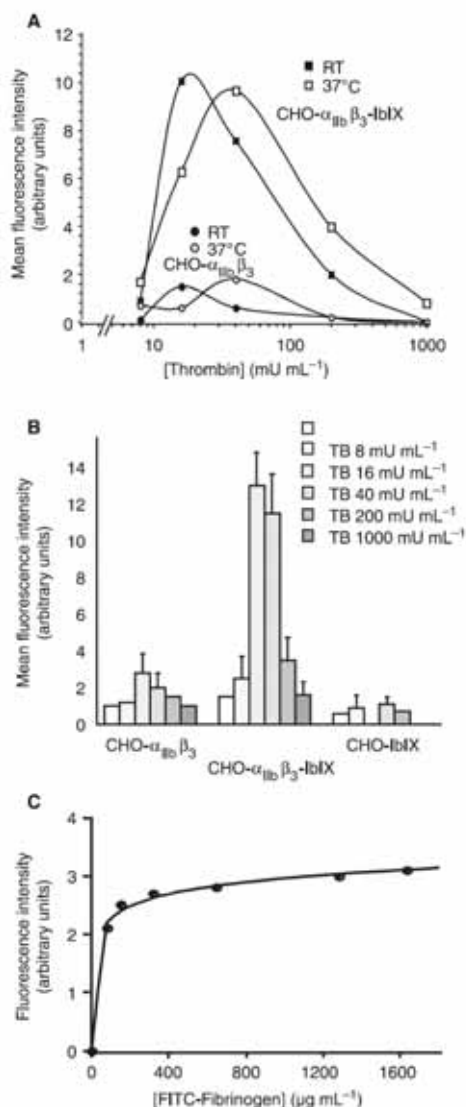 A
Mean fluorescence intensity
(arbitrary units)
12
10
8
6
4
2
0
RT
37°C
CHO-αIIbβ3-IbIX
RT
37°C
CHO-αIIbβ3
1
10
100
1000
[Thrombin] (mU mL⁻¹)
B
Mean fluorescence intensity
(arbitrary units)
14
12
10
8
6
4
2
0
TB 8 mU mL⁻¹
TB 16 mU mL⁻¹
TB 40 mU mL⁻¹
TB 200 mU mL⁻¹
TB 1000 mU mL⁻¹
CHO-αIIbβ3
CHO-αIIbβ3-IbIX
CHO-IbIX
C
Fluorescence intensity
(arbitrary units)
4
3
2
1
0
0
400
800
1200
1600
[FITC-Fibrinogen] (µg mL⁻¹)